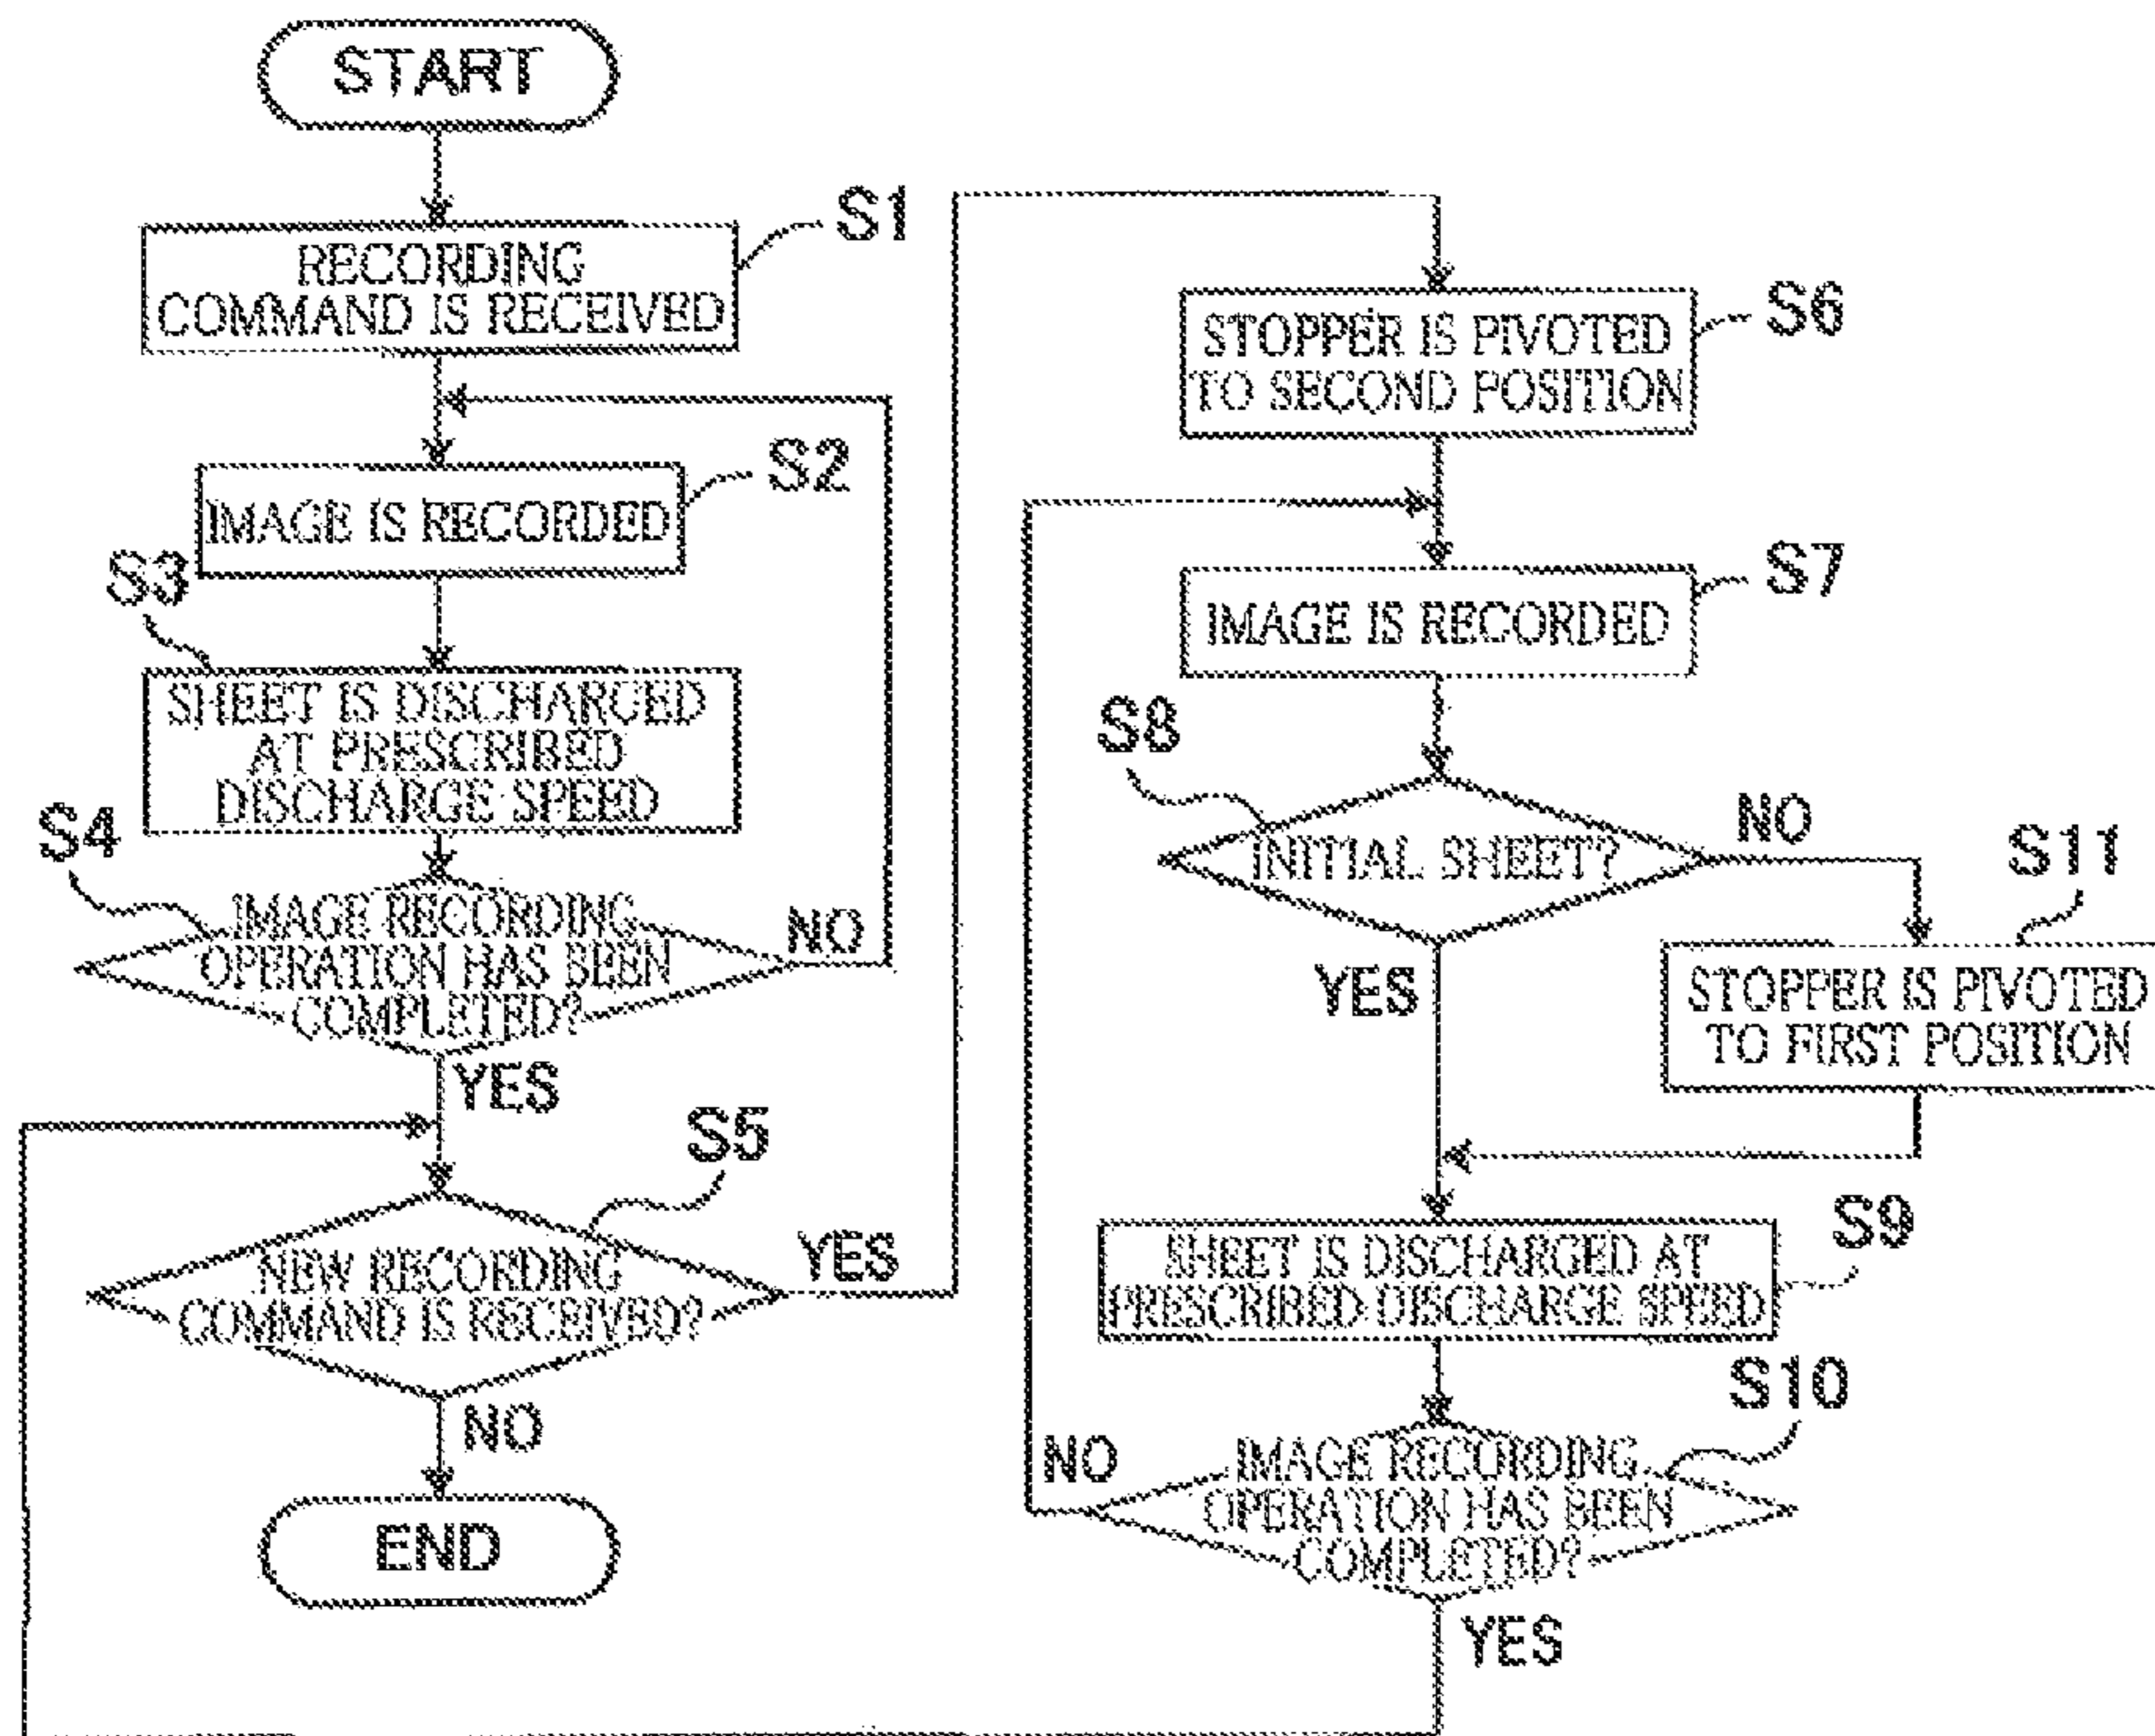 START
S1
RECORDING
COMMAND IS RECEIVED
S2
IMAGE IS RECORDED
S3
SHEET IS DISCHARGED
AT PRESCRIBED
DISCHARGE SPEED
S4
IMAGE RECORDING
OPERATION HAS BEEN
COMPLETED?
NO
YES
S5
NEW RECORDING
COMMAND IS RECEIVED?
YES
NO
END
S6
STOPPER IS PIVOTED
TO SECOND POSITION
S7
IMAGE IS RECORDED
S8
INITIAL SHEET?
NO
YES
S11
STOPPER IS PIVOTED
TO FIRST POSITION
S9
SHEET IS DISCHARGED AT
PRESCRIBED DISCHARGE SPEED
S10
IMAGE RECORDING
OPERATION HAS BEEN
COMPLETED?
NO
YES